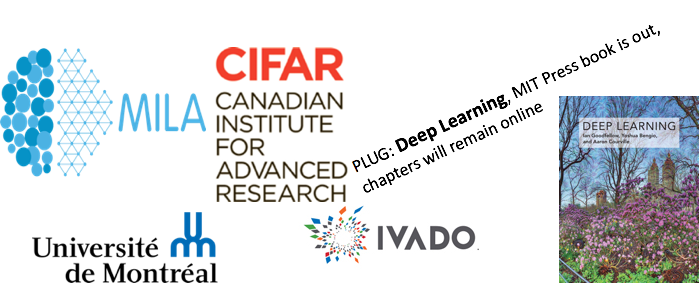 MILA
CIFAR
CANADIAN
INSTITUTE
FOR
ADVANCED
RESEARCH
PLUG: Deep Learning, MIT Press book is out,
chapters will remain online
DEEP LEARNING
Ian Goodfellow, Yoshua Bengio,
and Aaron Courville
Université
de Montréal
IVADO